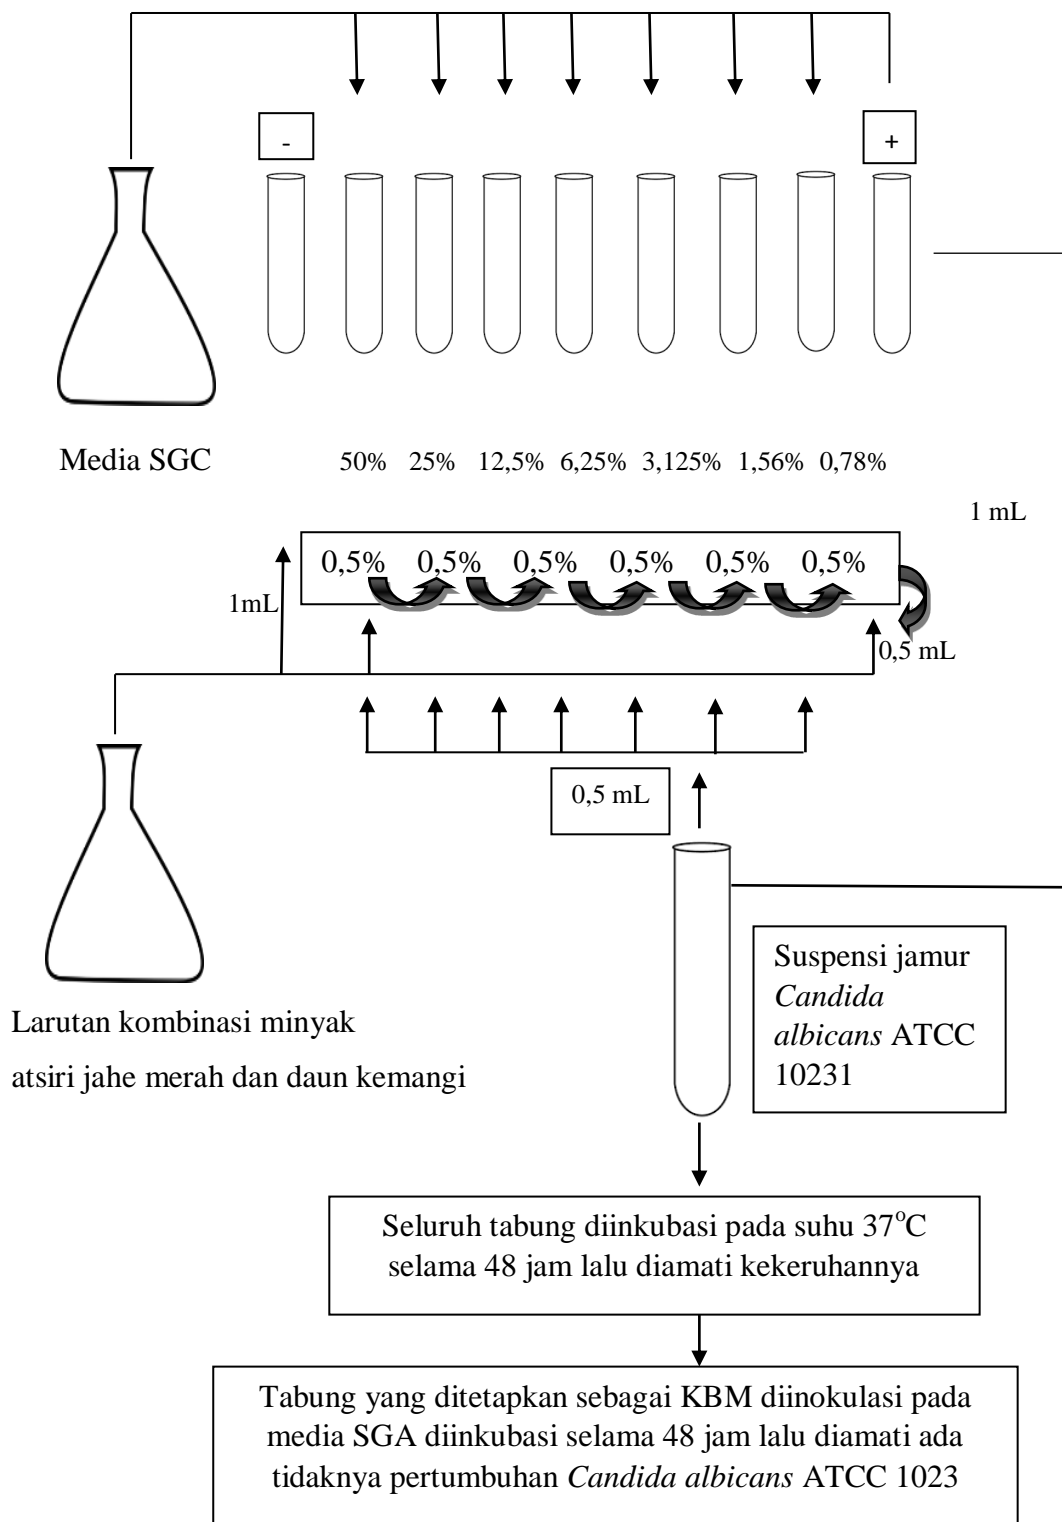 -
+
Media SGC
50% 25% 12,5% 6,25% 3,125% 1,56% 0,78%
1 mL
0,5% 0,5% 0,5% 0,5% 0,5% 0,5%
1mL
0,5 mL
0,5 mL
Suspensi jamur
Candida
albicans ATCC
10231
Larutan kombinasi minyak
atsiri jahe merah dan daun kemangi
Seluruh tabung diinkubasi pada suhu 37°C
selama 48 jam lalu diamati kekeruhannya
Tabung yang ditetapkan sebagai KBM diinokulasi pada
media SGA diinkubasi selama 48 jam lalu diamati ada
tidaknya pertumbuhan Candida albicans ATCC 1023